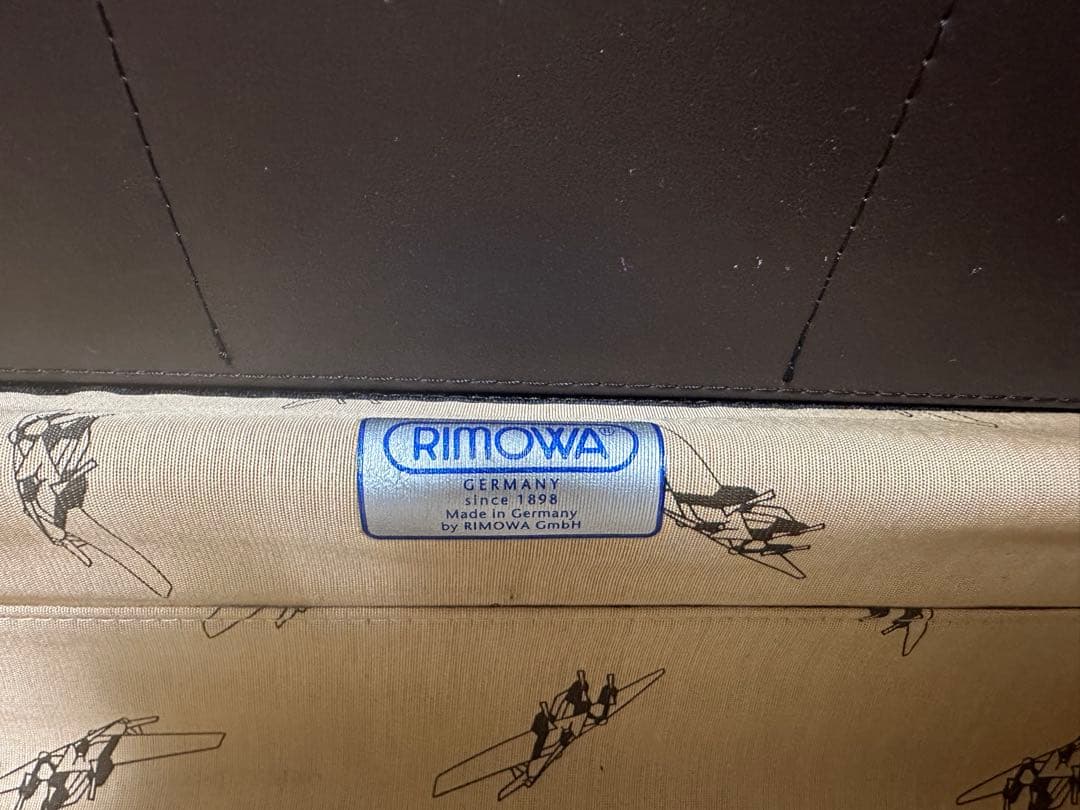 RIMOWA®
GERMANY
since 1898
Made in Germany
by RIMOWA GmbH